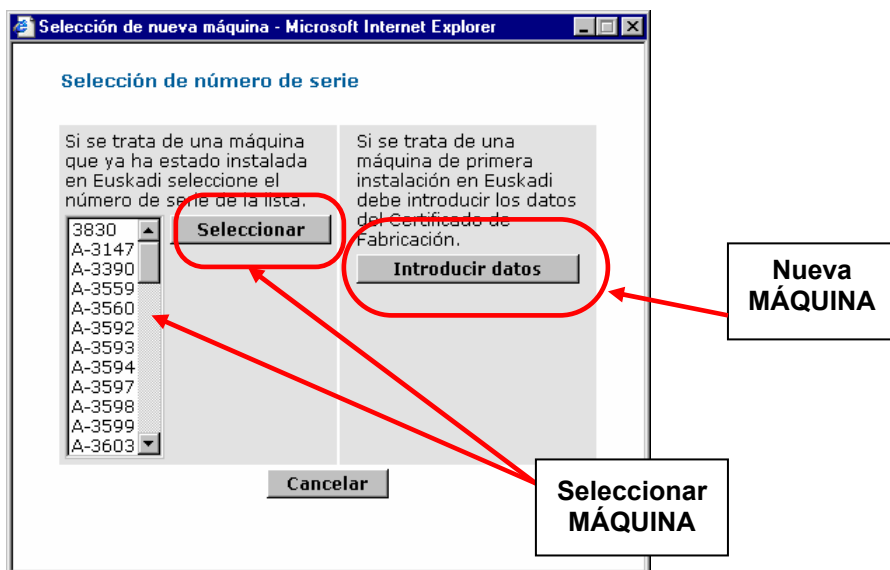 Selección de nueva máquina - Microsoft Internet Explorer
Selección de número de serie
Si se trata de una máquina
que ya ha estado instalada
en Euskadi seleccione el
número de serie de la lista.
3830
A-3147
A-3390
A-3559
A-3560
A-3592
A-3593
A-3594
A-3597
A-3598
A-3599
A-3603
Seleccionar
Si se trata de una
máquina de primera
instalación en Euskadi
debe introducir los datos
del Certificado de
Fabricación.
Introducir datos
Nueva
MÁQUINA
Cancelar
Seleccionar
MÁQUINA